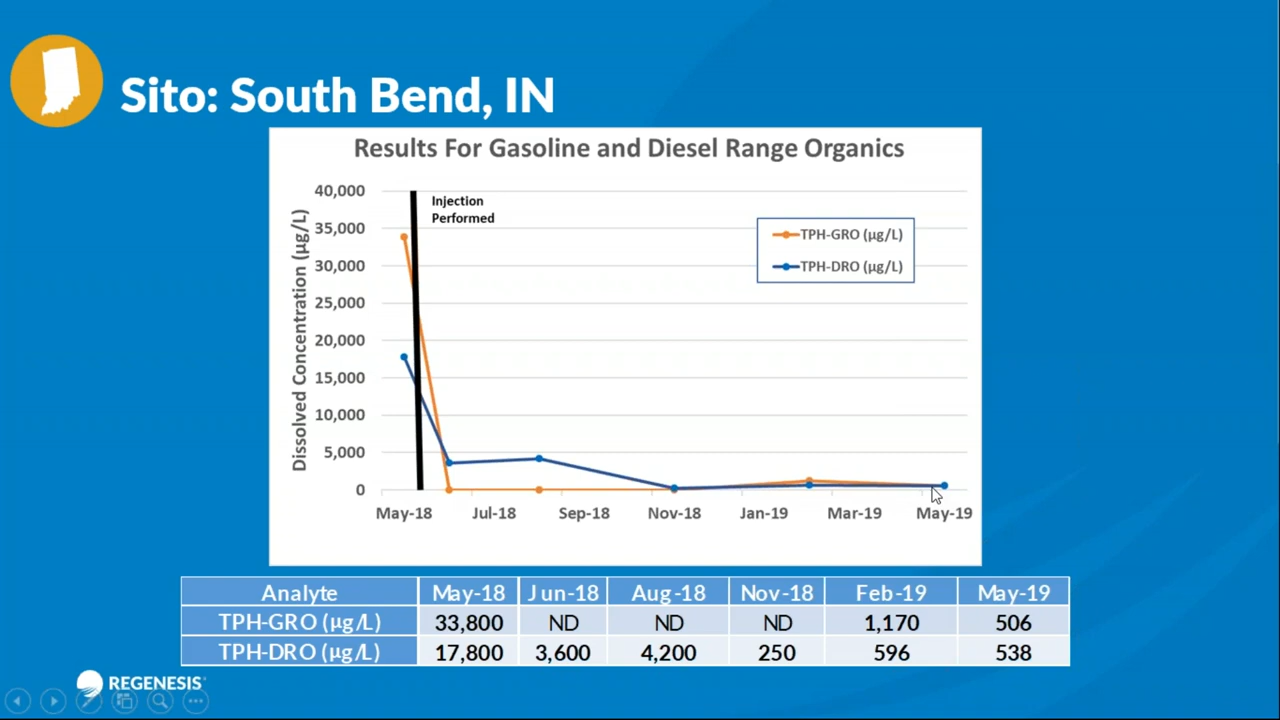 Sito: South Bend, IN
Results For Gasoline and Diesel Range Organics
Dissolved Concentration (µg/L)
40,000
35,000
30,000
25,000
20,000
15,000
10,000
5,000
0
Injection
Performed
TPH-GRO (µg/L)
TPH-DRO (µg/L)
May-18 Jul-18 Sep-18 Nov-18 Jan-19 Mar-19 May-19
Analyte May-18 Jun-18 Aug-18 Nov-18 Feb-19 May-19
TPH-GRO (µg/L) 33,800 ND ND ND 1,170 506
TPH-DRO (µg/L) 17,800 3,600 4,200 250 596 538
REGENESIS